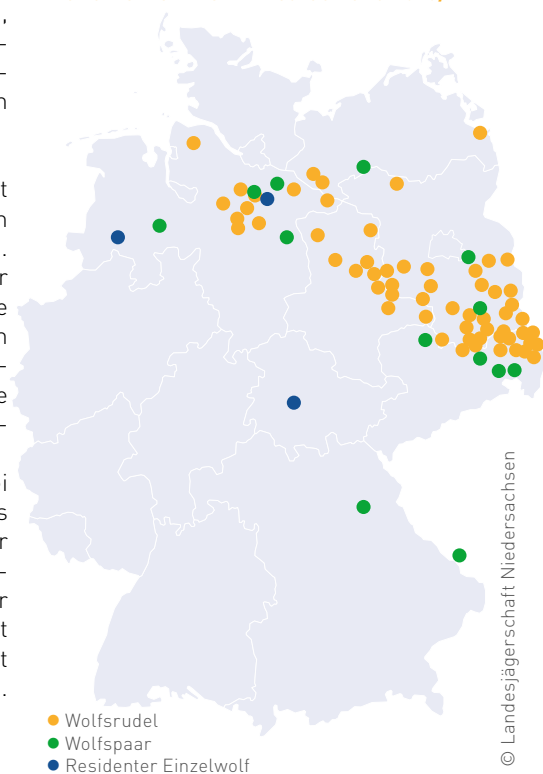 ,
–
–
n
t
n
.
r
e
n
–
e
–
i
s
r
–
r
t
t
.
Wolfsrudel
Wolfspaar
Residenter Einzelwolf
© Landesjägerschaft Niedersachsen